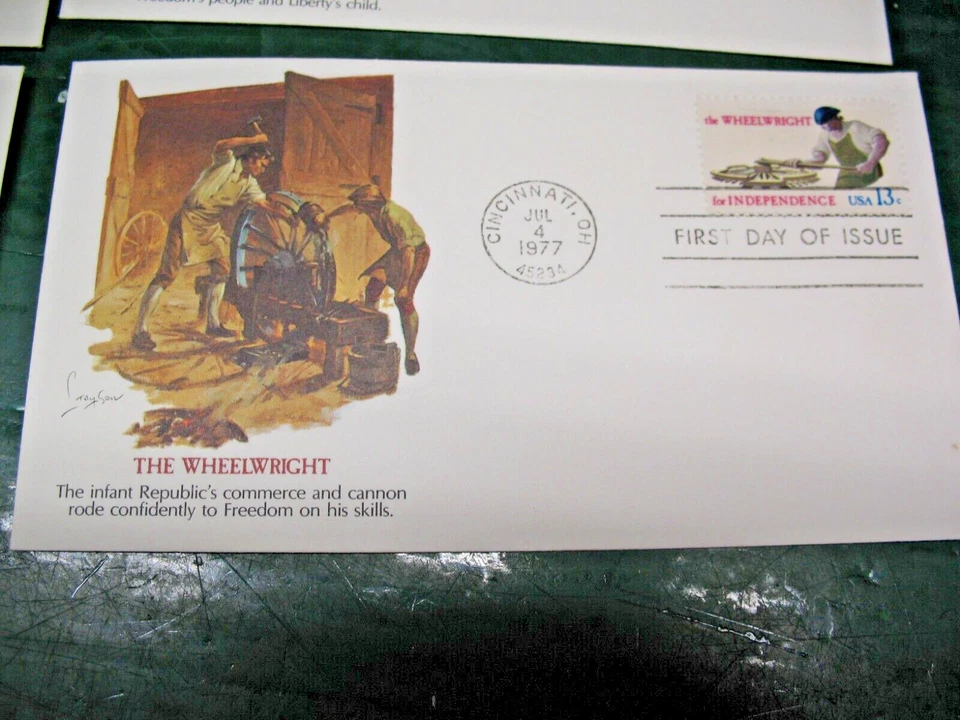 Freedom's people and Liberty's child.
the WHEELWRIGHT
for INDEPENDENCE USA 13c
CINCINNATI, OH
JUL
4
1977
45234
FIRST DAY OF ISSUE
Grayson
THE WHEELWRIGHT
The infant Republic's commerce and cannon
rode confidently to Freedom on his skills.